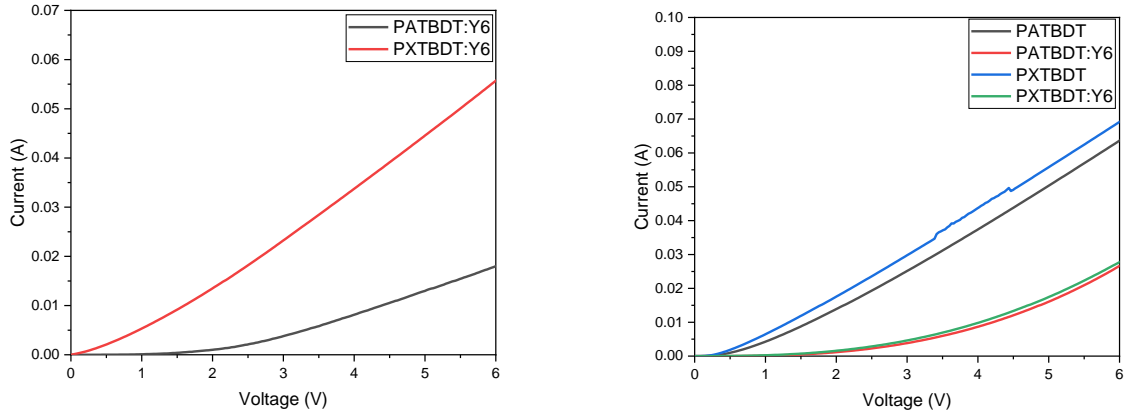 0.07
0.06
0.05
0.04
0.03
0.02
0.01
0.00
Current (A)
PATBDT:Y6
PXTBDT:Y6
0 1 2 3 4 5 6
Voltage (V)
0.10
0.09
0.08
0.07
0.06
0.05
0.04
0.03
0.02
0.01
0.00
Current (A)
PATBDT
PATBDT:Y6
PXTBDT
PXTBDT:Y6
0 1 2 3 4 5 6
Voltage (V)